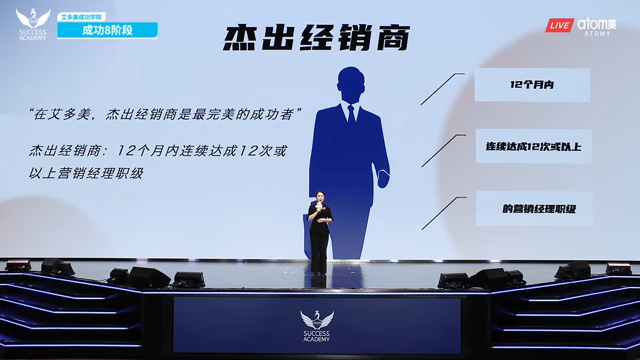 艾多美成功学院
成功8阶段
SUCCESS
ACADEMY
杰出经销商
LIVE
atom美
ATOMY
“在艾多美，杰出经销商是最完美的成功者”
杰出经销商：12个月内连续达成12次或
以上营销经理职级
12个月内
连续达成12次或以上
的营销经理职级
SUCCESS
ACADEMY